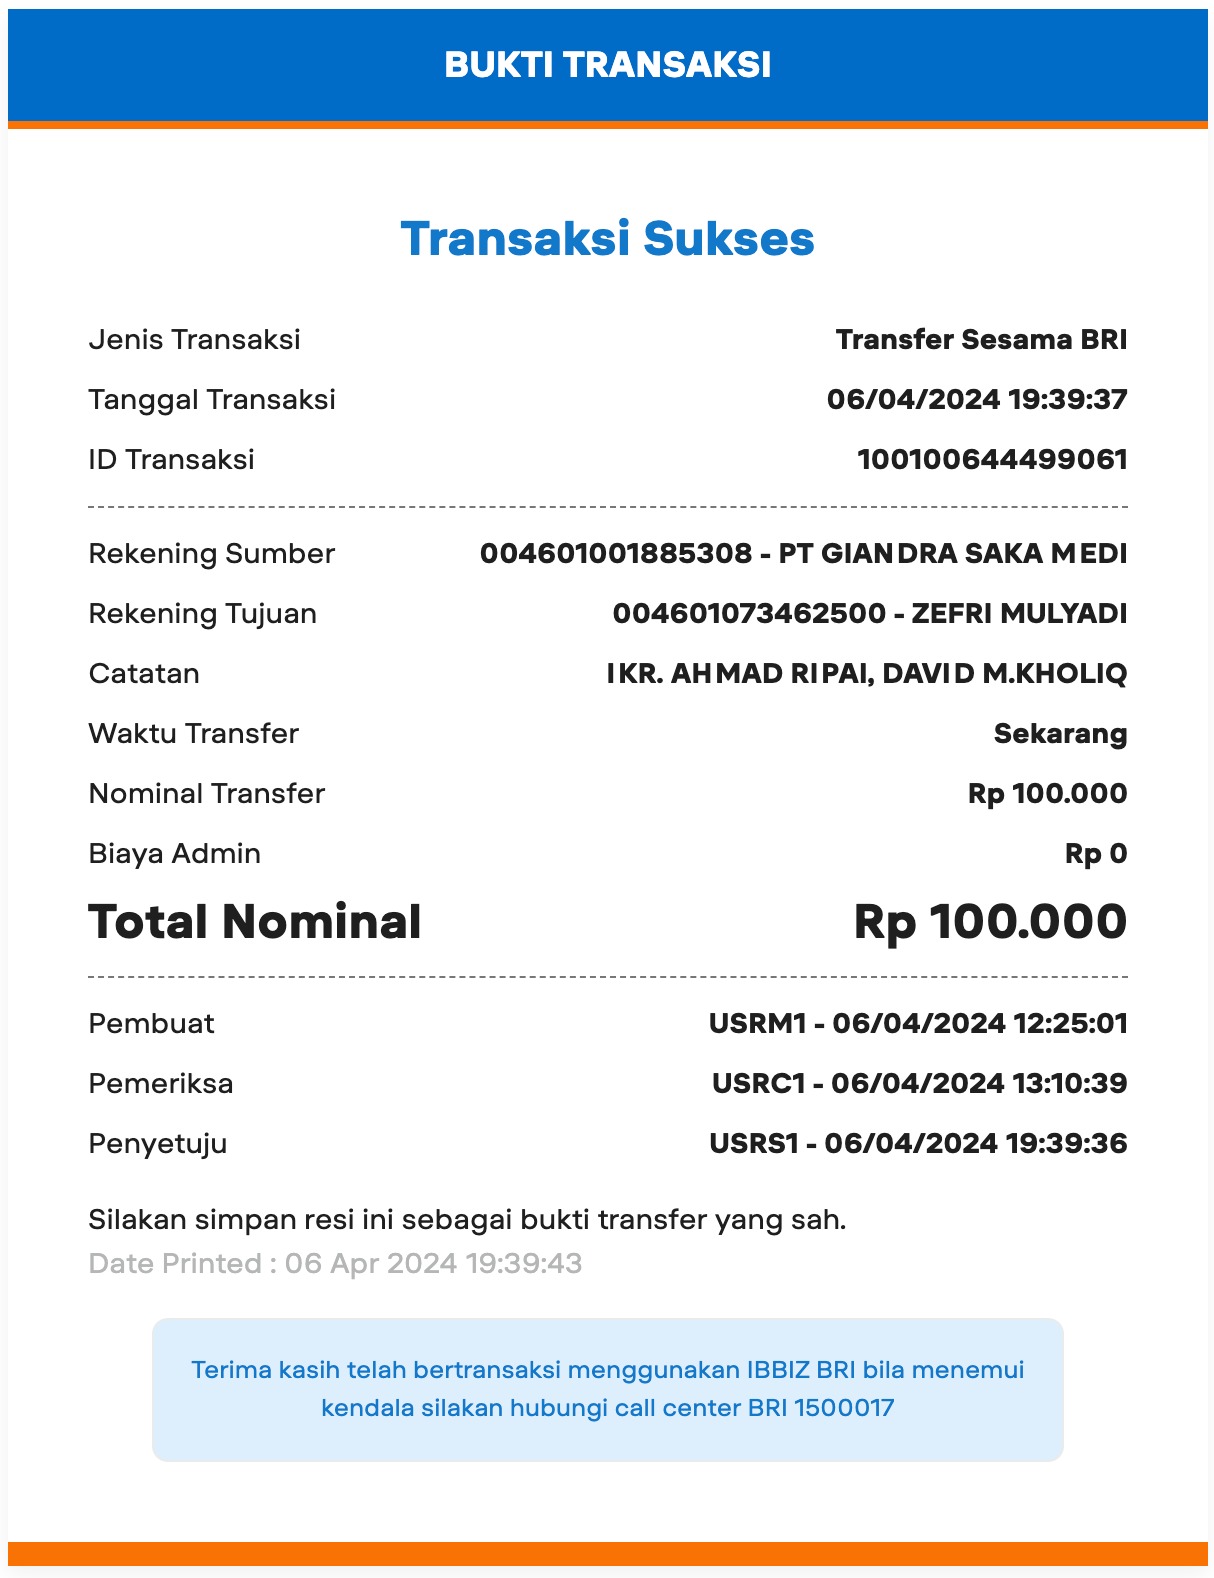 BUKTI TRANSAKSI
Transaksi Sukses
Jenis Transaksi Transfer Sesama BRI
Tanggal Transaksi 06/04/2024 19:39:37
ID Transaksi 100100644499061
Rekening Sumber 004601001885308 - PT GIANDRA SAKA MEDI
Rekening Tujuan 004601073462500 - ZEFRI MULYADI
Catatan IKR. AHMAD RIPAI, DAVID M.KHOLIQ
Waktu Transfer Sekarang
Nominal Transfer Rp 100.000
Biaya Admin Rp 0
Total Nominal Rp 100.000
Pembuat USRM1 - 06/04/2024 12:25:01
Pemeriksa USRC1 - 06/04/2024 13:10:39
Penyetuju USRS1 - 06/04/2024 19:39:36
Silakan simpan resi ini sebagai bukti transfer yang sah.
Date Printed : 06 Apr 2024 19:39:43
Terima kasih telah bertransaksi menggunakan IBBIZ BRI bila menemui
kendala silakan hubungi call center BRI 1500017